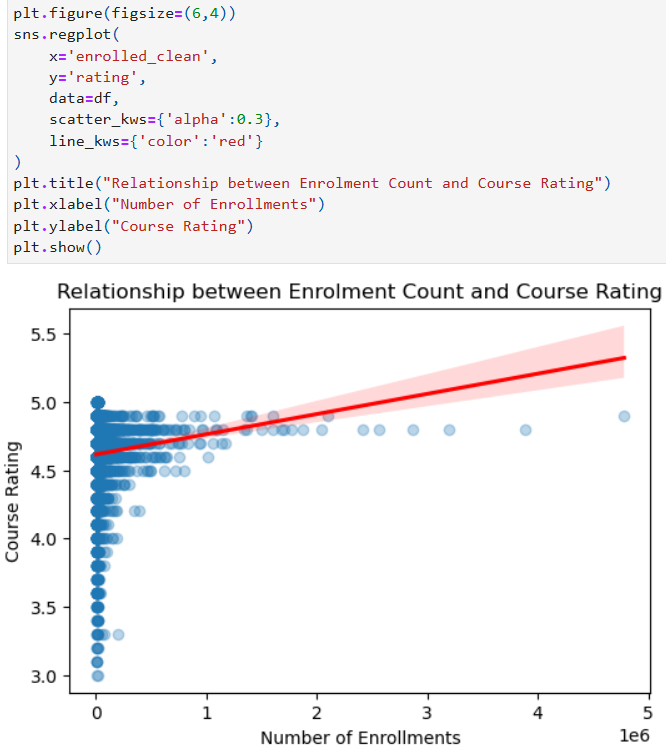 plt.figure(figsize=(6,4))
sns.regplot(
    x='enrolled_clean',
    y='rating',
    data=df,
    scatter_kws={'alpha':0.3},
    line_kws={'color':'red'}
)
plt.title("Relationship between Enrolment Count and Course Rating")
plt.xlabel("Number of Enrollments")
plt.ylabel("Course Rating")
plt.show()
Relationship between Enrolment Count and Course Rating
Course Rating
5.5
5.0
4.5
4.0
3.5
3.0
0 1 2 3 4 5
1e6
Number of Enrollments